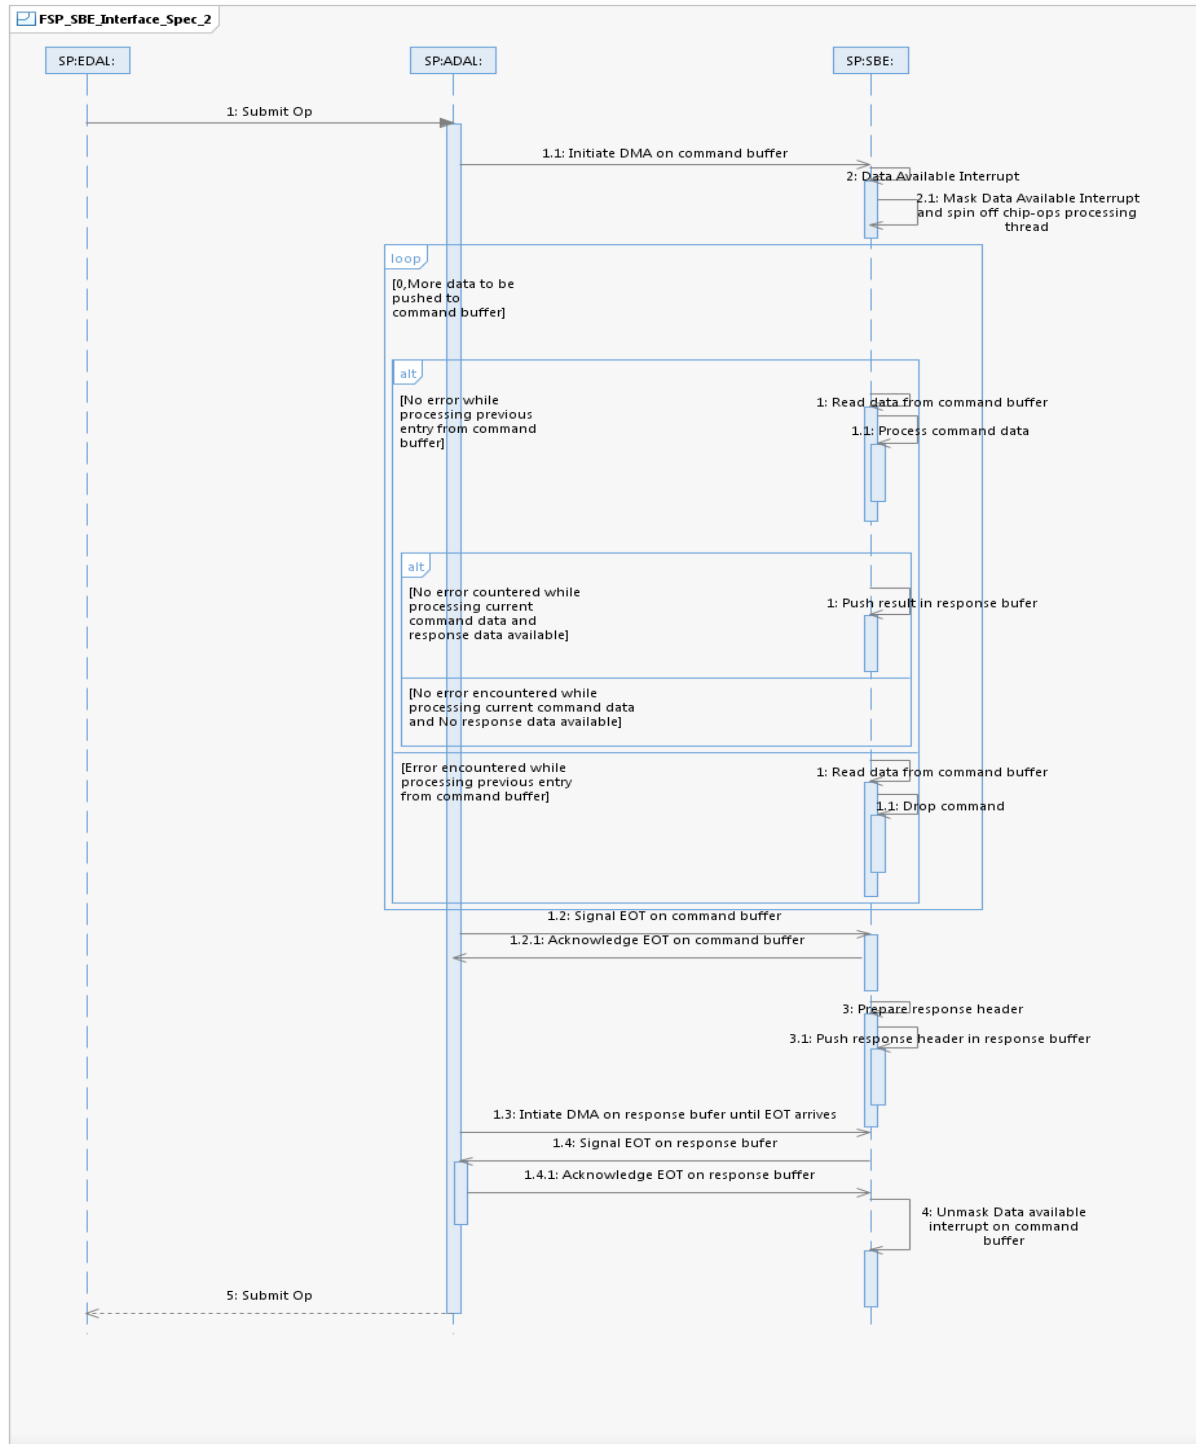 FSP_SBE_Interface_Spec_2
SP:EDAL:
SP:ADAL:
SP:SBE:
1: Submit Op
1.1: Initiate DMA on command buffer
2: Data Available Interrupt
2.1: Mask Data Available Interrupt
and spin off chip-ops processing
thread
loop
[0,More data to be
pushed to
command buffer]
alt
[No error while
processing previous
entry from command
buffer]
1: Read data from command buffer
1.1: Process command data
alt
[No error countered while
processing current
command data and
response data available]
1: Push result in response bufer
[No error encountered while
processing current command data
and No response data available]
[Error encountered while
processing previous entry
from command buffer]
1: Read data from command buffer
1.1: Drop command
1.2: Signal EOT on command buffer
1.2.1: Acknowledge EOT on command buffer
3: Prepare response header
3.1: Push response header in response buffer
1.3: Intiate DMA on response bufer until EOT arrives
1.4: Signal EOT on response bufer
1.4.1: Acknowledge EOT on response buffer
4: Unmask Data available
interrupt on command
buffer
5: Submit Op